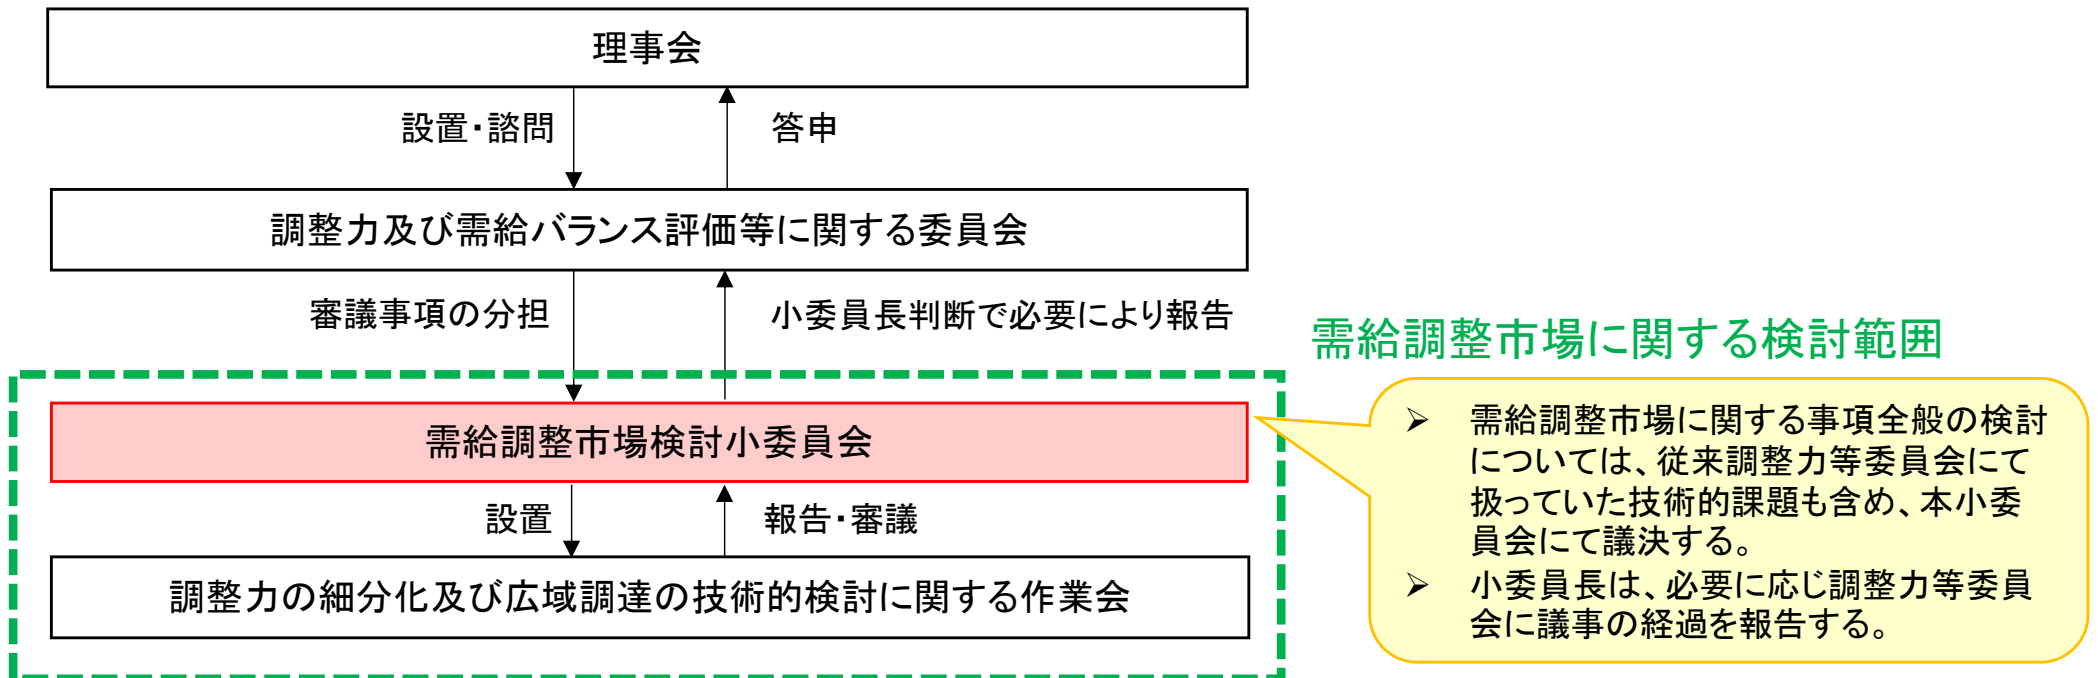 理事会
設置・諮問
答申
調整力及び需給バランス評価等に関する委員会
審議事項の分担
小委員長判断で必要により報告
需給調整市場に関する検討範囲
需給調整市場検討小委員会
設置
報告・審議
調整力の細分化及び広域調達の技術的検討に関する作業会
➢ 需給調整市場に関する事項全般の検討
については、従来調整力等委員会にて
扱っていた技術的課題も含め、本小委
員会にて議決する。
➢ 小委員長は、必要に応じ調整力等委員
会に議事の経過を報告する。